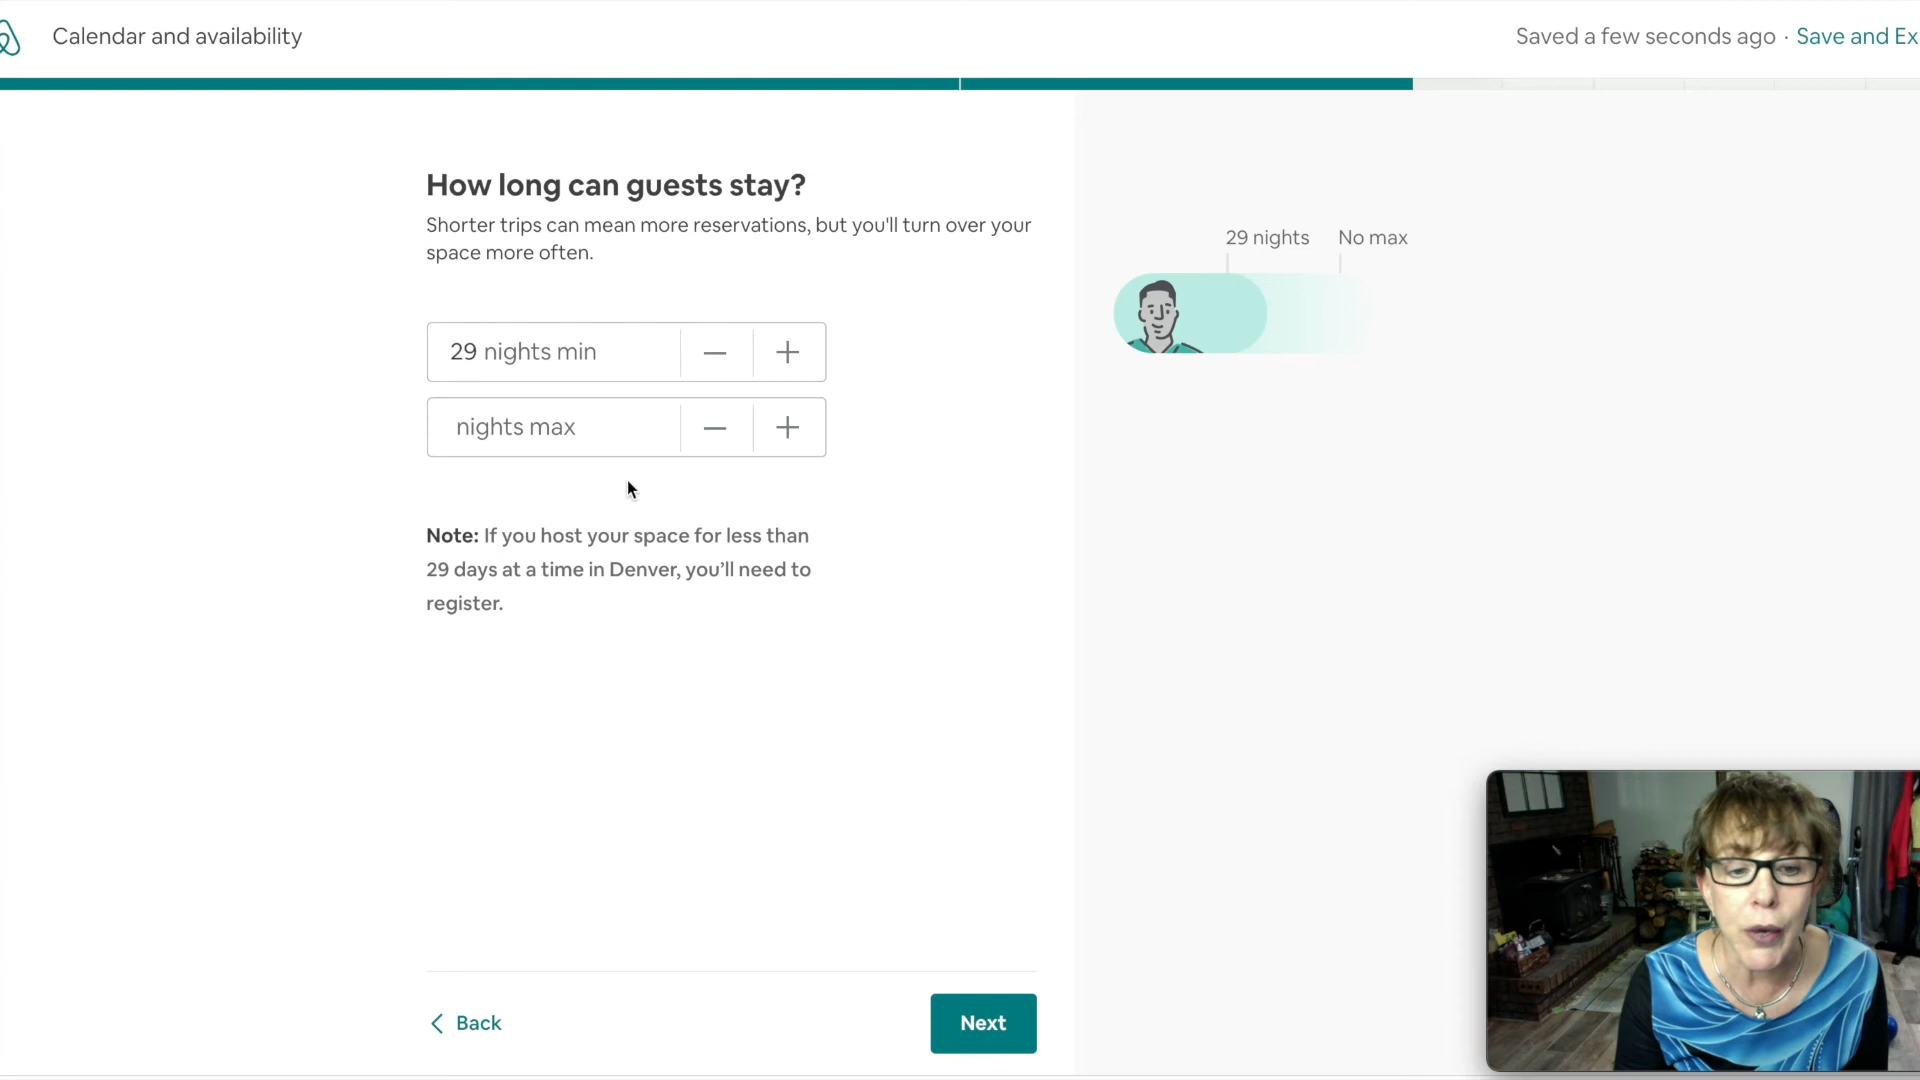 Calendar and availability
Saved a few seconds ago · Save and Ex
How long can guests stay?
Shorter trips can mean more reservations, but you'll turn over your
space more often.
29 nights min
nights max
Note: If you host your space for less than
29 days at a time in Denver, you’ll need to
register.
Back
Next
29 nights No max